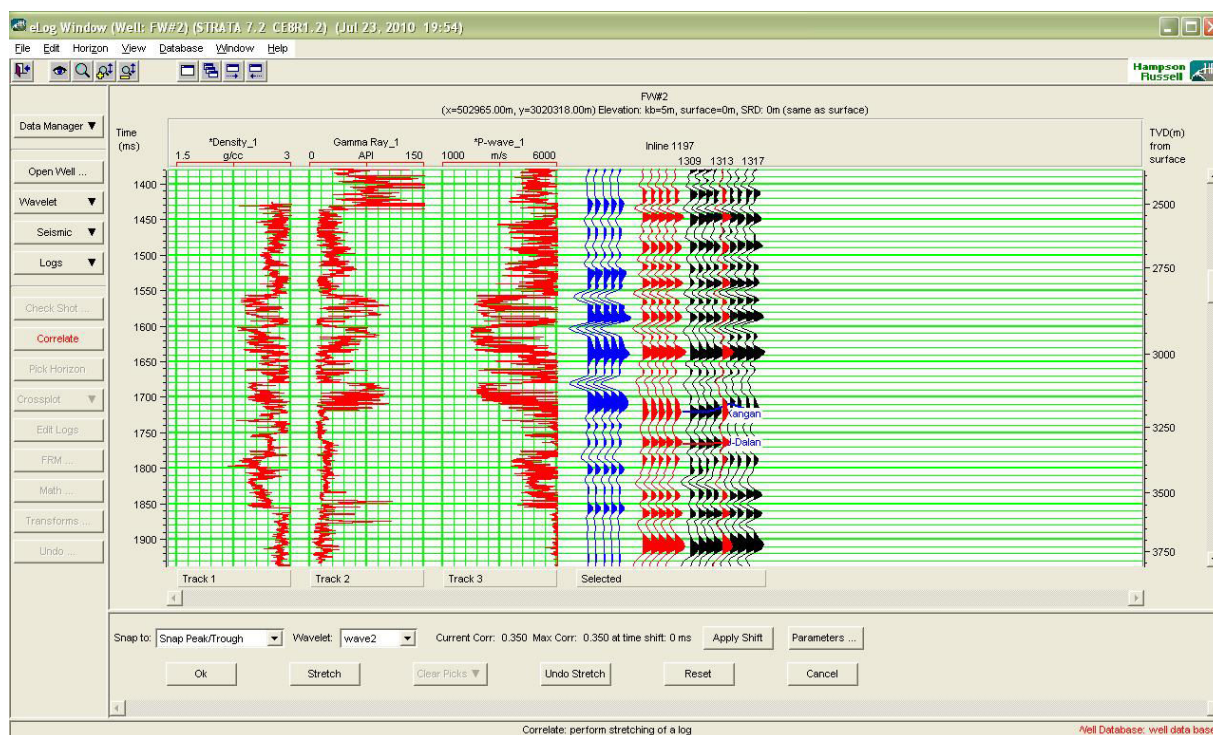 eLog Window (Well: FW#2) (STRATA 7.2 CEBR1.2) (Jul 23, 2010 19:54)
File Edit Horizon View Database Window Help
Hampson
Russell
FW#2
(x=502965.00m, y=3020318.00m) Elevation: kb=5m, surface=0m, SRD: 0m (same as surface)
Data Manager
Open Well ...
Wavelet
Seismic
Logs
Check Shot ...
Correlate
Pick Horizon
Crossplot
Edit Logs
FRM ...
Math ...
Transforms ...
Undo ...
Time
(ms)
*Density_1
1.5 g/cc 3
Gamma Ray_1
0 API 150
*P-wave_1
1000 m/s 6000
Inline 1197
1309 1313 1317
TVD(m)
from
surface
1400
1450
1500
1550
1600
1650
1700
1750
1800
1850
1900
Kangan
-Dalan
2500
2750
3000
3250
3500
3750
Track 1 Track 2 Track 3 Selected
Snap to: Snap Peak/Trough Wavelet: wave2 Current Corr: 0.350 Max Corr: 0.350 at time shift: 0 ms Apply Shift Parameters ...
Ok Stretch Clear Picks Undo Stretch Reset Cancel
Correlate: perform stretching of a log
Well Database: well data base